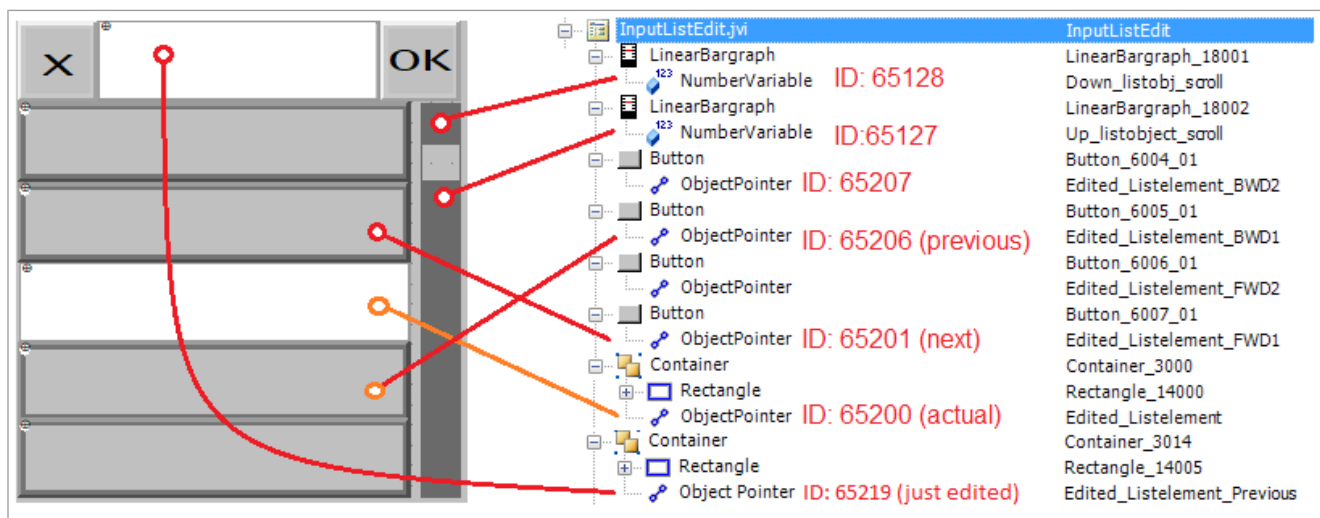 X
OK
InputListEdit.jvi InputListEdit
LinearBargraph LinearBargraph_18001
NumberVariable ID: 65128 Down_listobj_scroll
LinearBargraph LinearBargraph_18002
NumberVariable ID:65127 Up_listobject_scroll
Button Button_6004_01
ObjectPointer ID: 65207 Edited_Listelement_BWD2
Button Button_6005_01
ObjectPointer ID: 65206 (previous) Edited_Listelement_BWD1
Button Button_6006_01
ObjectPointer Edited_Listelement_FWD2
Button Button_6007_01
ObjectPointer ID: 65201 (next) Edited_Listelement_FWD1
Container Container_3000
Rectangle Rectangle_14000
ObjectPointer ID: 65200 (actual) Edited_Listelement
Container Container_3014
Rectangle Rectangle_14005
Object Pointer ID: 65219 (just edited) Edited_Listelement_Previous